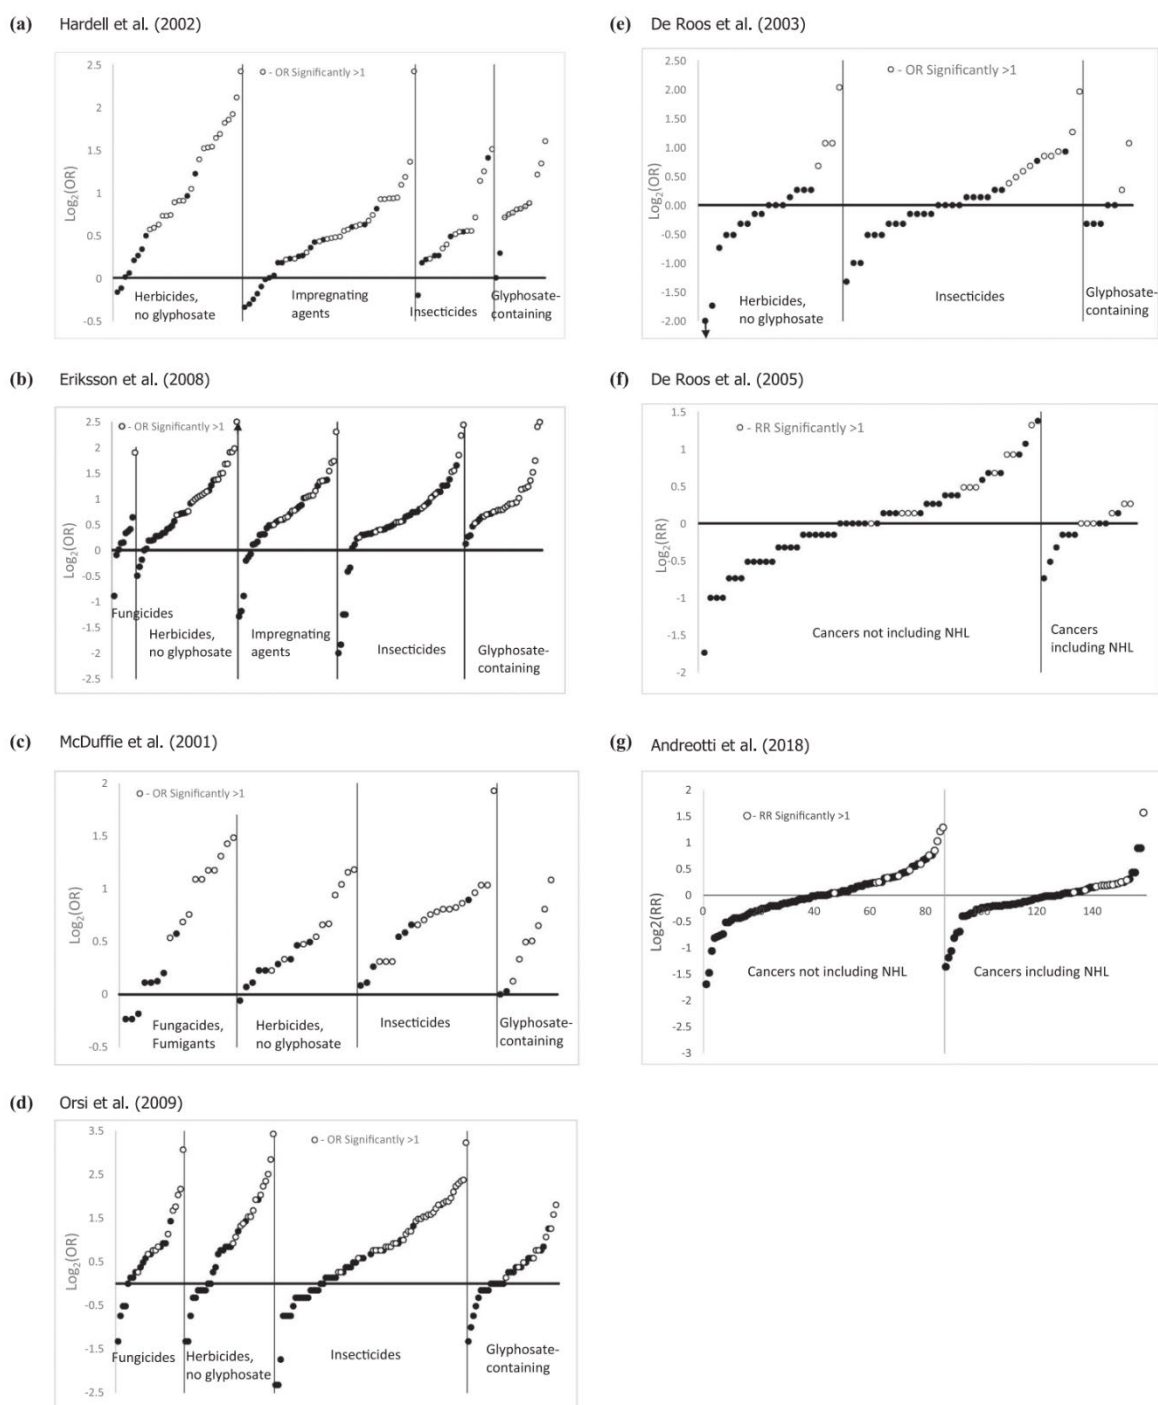 (a) Hardell et al. (2002)
2.5
2
1.5
1
0.5
0
-0.5
Log2(OR)
O - OR Significantly >1
Herbicides,
no glyphosate
Impregnating
agents
Insecticides
Glyphosate-
containing
(b) Eriksson et al. (2008)
2.5
2
1.5
1
0.5
0
-0.5
-1
-1.5
-2
-2.5
Log2(OR)
O - OR Significantly >1
Fungicides
Herbicides,
no glyphosate
Impregnating
agents
Insecticides
Glyphosate-
containing
(c) McDuffie et al. (2001)
2
1.5
1
0.5
0
-0.5
Log2(OR)
O - OR Significantly >1
Fungacides,
Fumigants
Herbicides,
no glyphosate
Insecticides
Glyphosate-
containing
(d) Orsi et al. (2009)
3.5
2.5
1.5
0.5
-0.5
-1.5
-2.5
Log2(OR)
O - OR Significantly >1
Fungicides
Herbicides,
no glyphosate
Insecticides
Glyphosate-
containing
(e) De Roos et al. (2003)
2.50
2.00
1.50
1.00
0.50
0.00
-0.50
-1.00
-1.50
-2.00
Log2(OR)
O - OR Significantly >1
Herbicides,
no glyphosate
Insecticides
Glyphosate-
containing
(f) De Roos et al. (2005)
1.5
1
0.5
0
-0.5
-1
-1.5
-2
Log2(RR)
O - RR Significantly >1
Cancers not including NHL
Cancers
including NHL
(g) Andreotti et al. (2018)
2
1.5
1
0.5
0
-0.5
-1
-1.5
-2
-2.5
-3
Log2(RR)
O - RR Significantly >1
0 20 40 60 80 100 120 140
Cancers not including NHL
Cancers including NHL